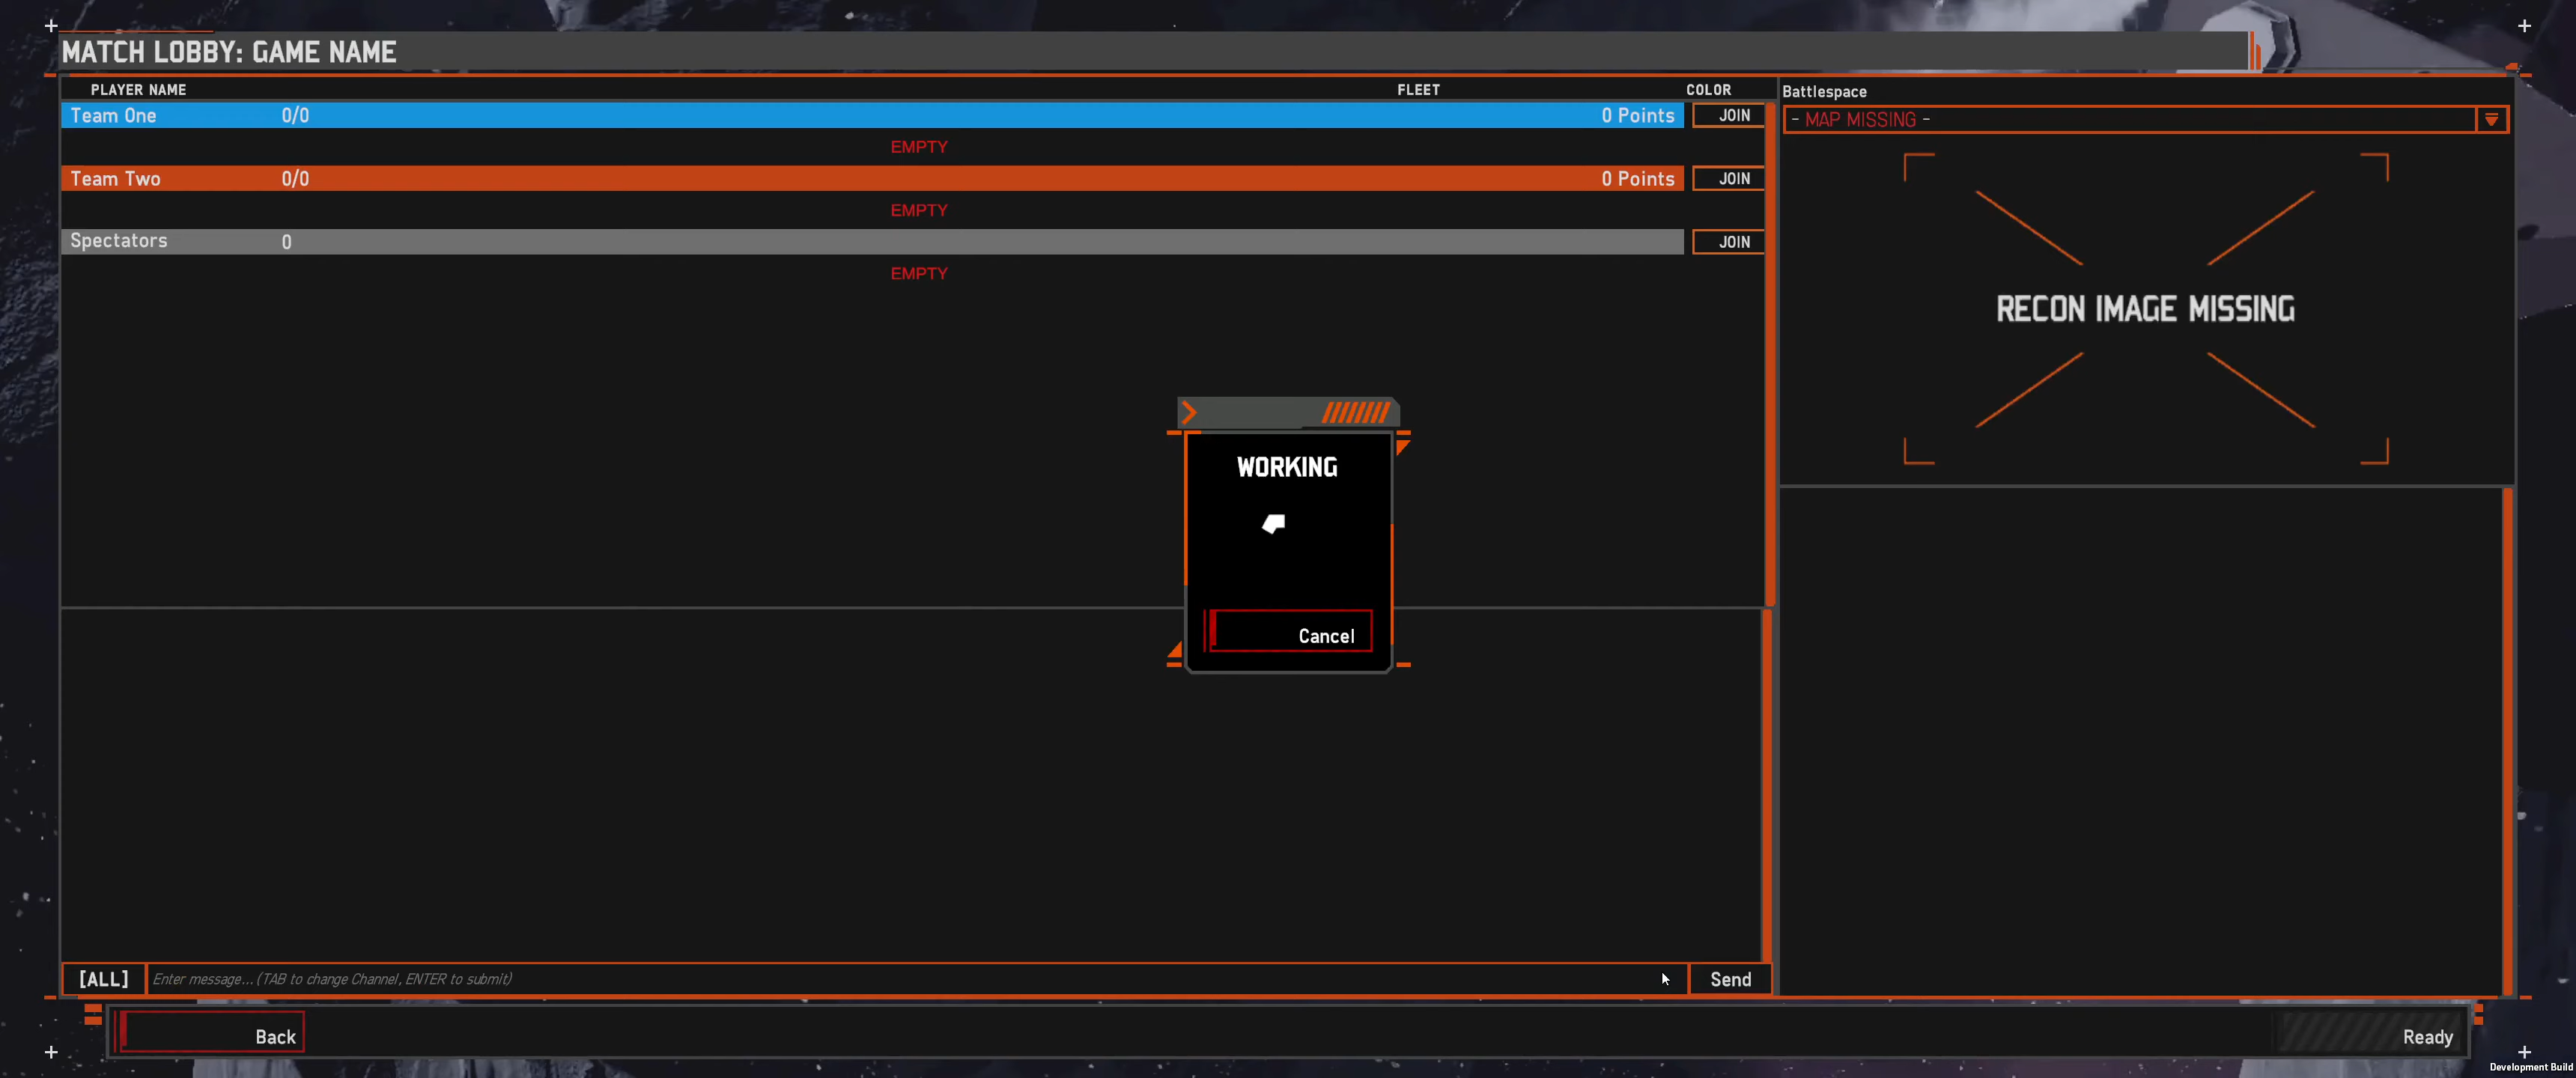 MATCH LOBBY: GAME NAME
PLAYER NAME FLEET COLOR
Team One 0/0 0 Points JOIN
EMPTY
Team Two 0/0 0 Points JOIN
EMPTY
Spectators 0 JOIN
EMPTY
Battlespace
- MAP MISSING -
RECON IMAGE MISSING
WORKING
Cancel
[ALL] Enter message... (TAB to change Channel, ENTER to submit) Send
Back Ready
Development Build